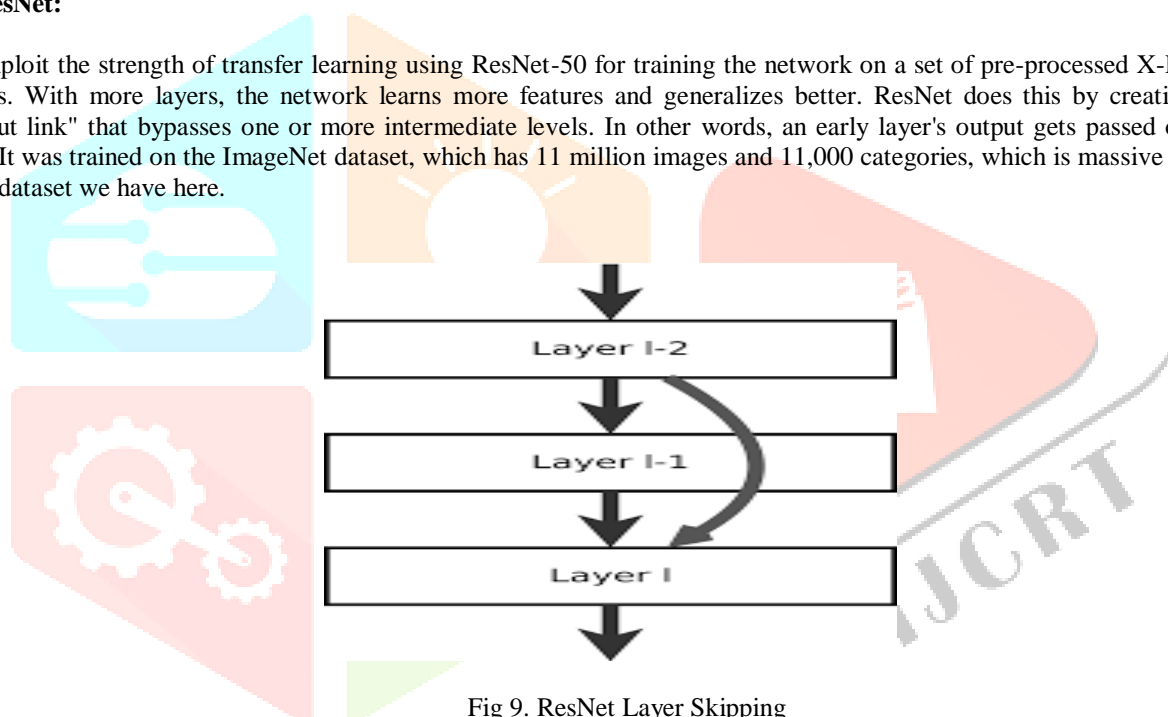 esNet:
ploit the strength of transfer learning using ResNet-50 for training the network on a set of pre-processed X-
s. With more layers, the network learns more features and generalizes better. ResNet does this by creati
ut link" that bypasses one or more intermediate levels. In other words, an early layer's output gets passed
It was trained on the ImageNet dataset, which has 11 million images and 11,000 categories, which is massive
dataset we have here.
Layer l-2
Layer l-1
Layer l
IJCRT
Fig 9. ResNet Layer Skipping